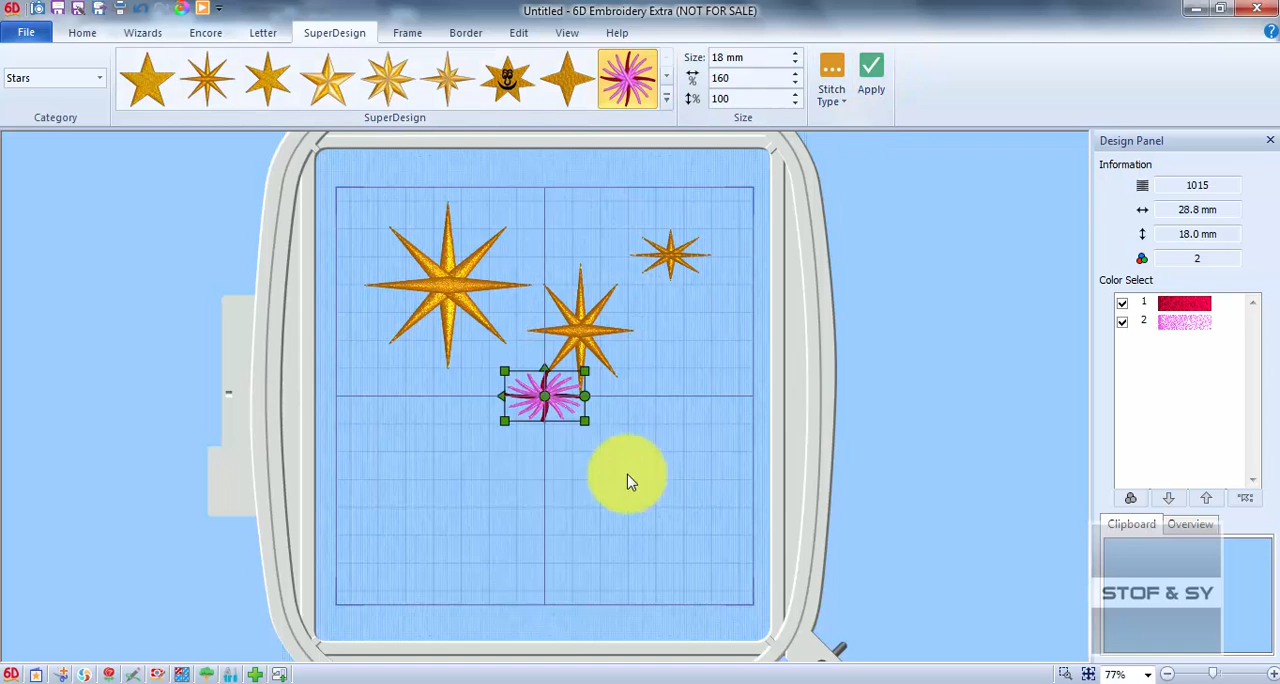 6D
Untitled - 6D Embroidery Extra (NOT FOR SALE)
File Home Wizards Encore Letter SuperDesign Frame Border Edit View Help
Stars
Category
SuperDesign
Size: 18 mm
% 160
% 100
Size
Stitch
Type
Apply
Design Panel
Information
1015
28.8 mm
18.0 mm
2
Color Select
1
2
Clipboard Overview
STOF & SY
6D
77%